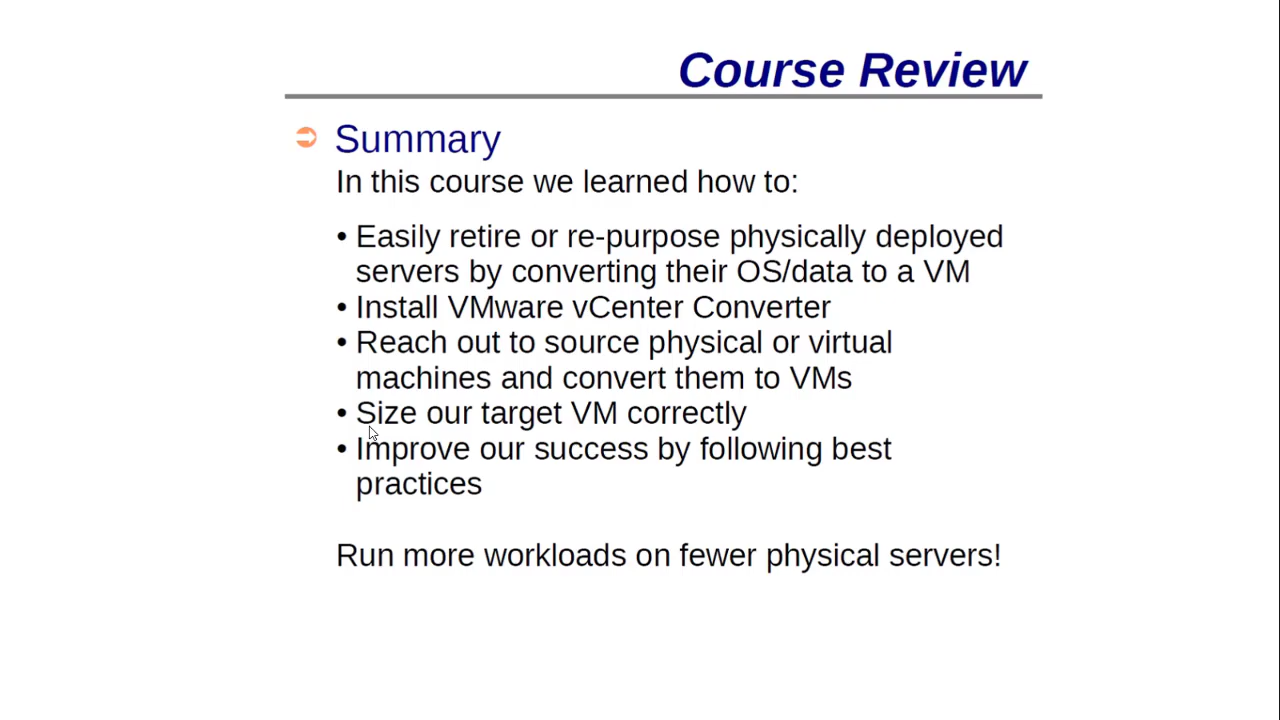 Course Review
Summary
In this course we learned how to:
• Easily retire or re-purpose physically deployed
servers by converting their OS/data to a VM
• Install VMware vCenter Converter
• Reach out to source physical or virtual
machines and convert them to VMs
• Size our target VM correctly
• Improve our success by following best
practices
Run more workloads on fewer physical servers!